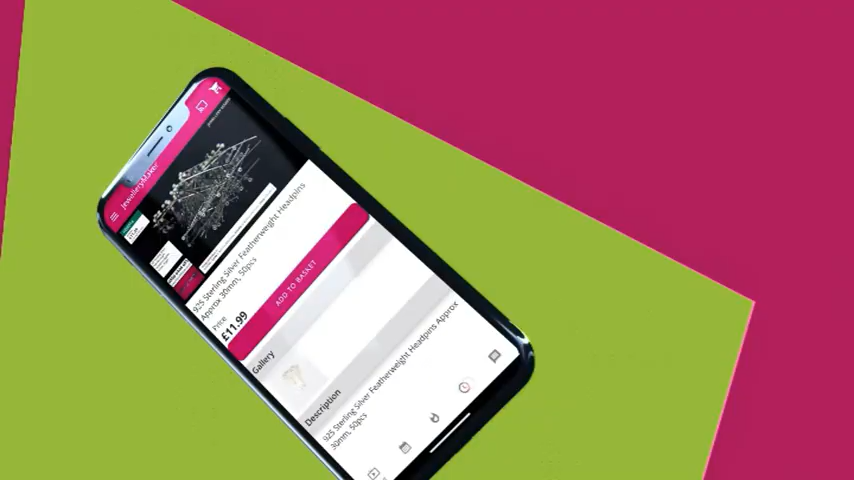 JewelleryMaker
925 Sterling Silver Featherweight Headpins
Approx 30mm, 50pcs
Price
£11.99
ADD TO BASKET
Gallery
Description
925 Sterling Silver Featherweight Headpins Approx
30mm, 50pcs